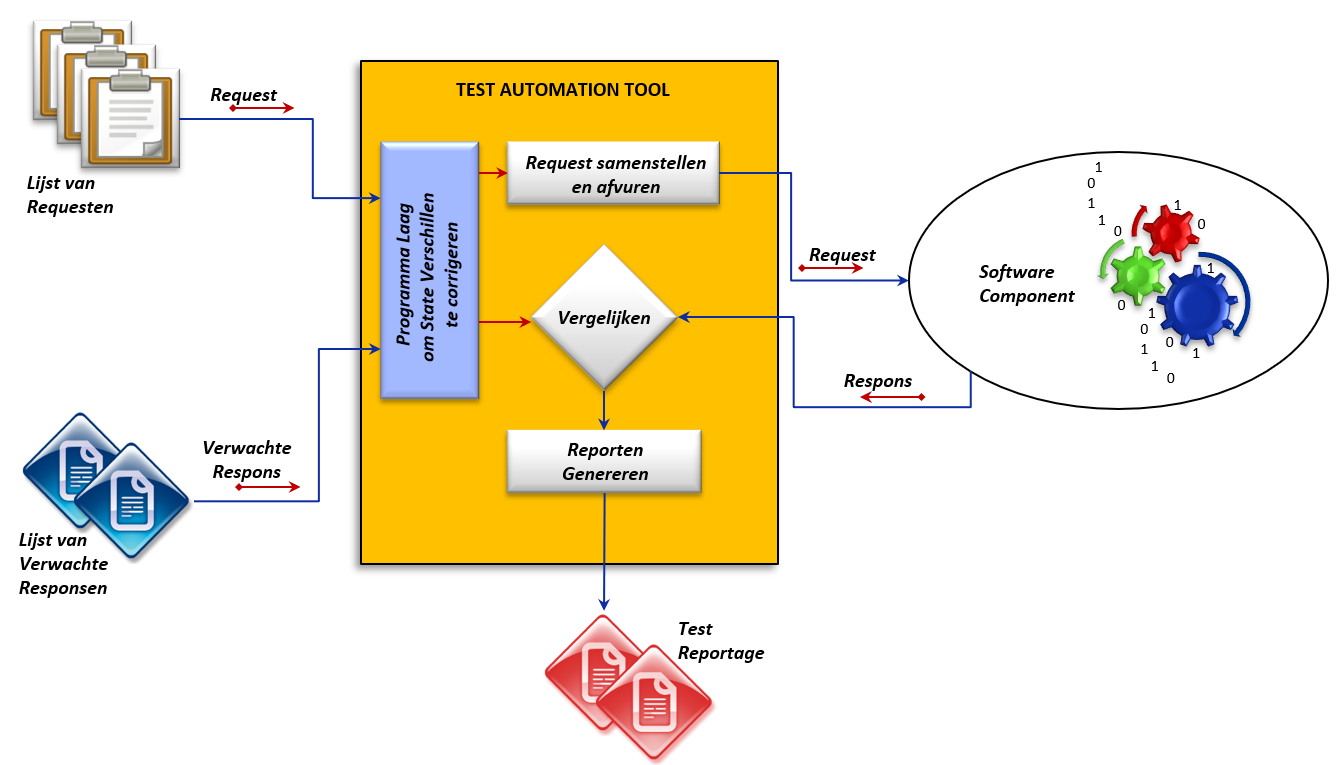 TEST AUTOMATION TOOL
Request
Lijst van
Requesten
Programma Laag
om State Verschillen
te corrigeren
Request samenstellen
en afvuren
Request
Software
Component
1
0
1
1
0
1
0
1
0
1
0
0
1
1
1
0
Vergelijken
Respons
Verwachte
Respons
Reporten
Genereren
Lijst van
Verwachte
Responsen
Test
Reportage